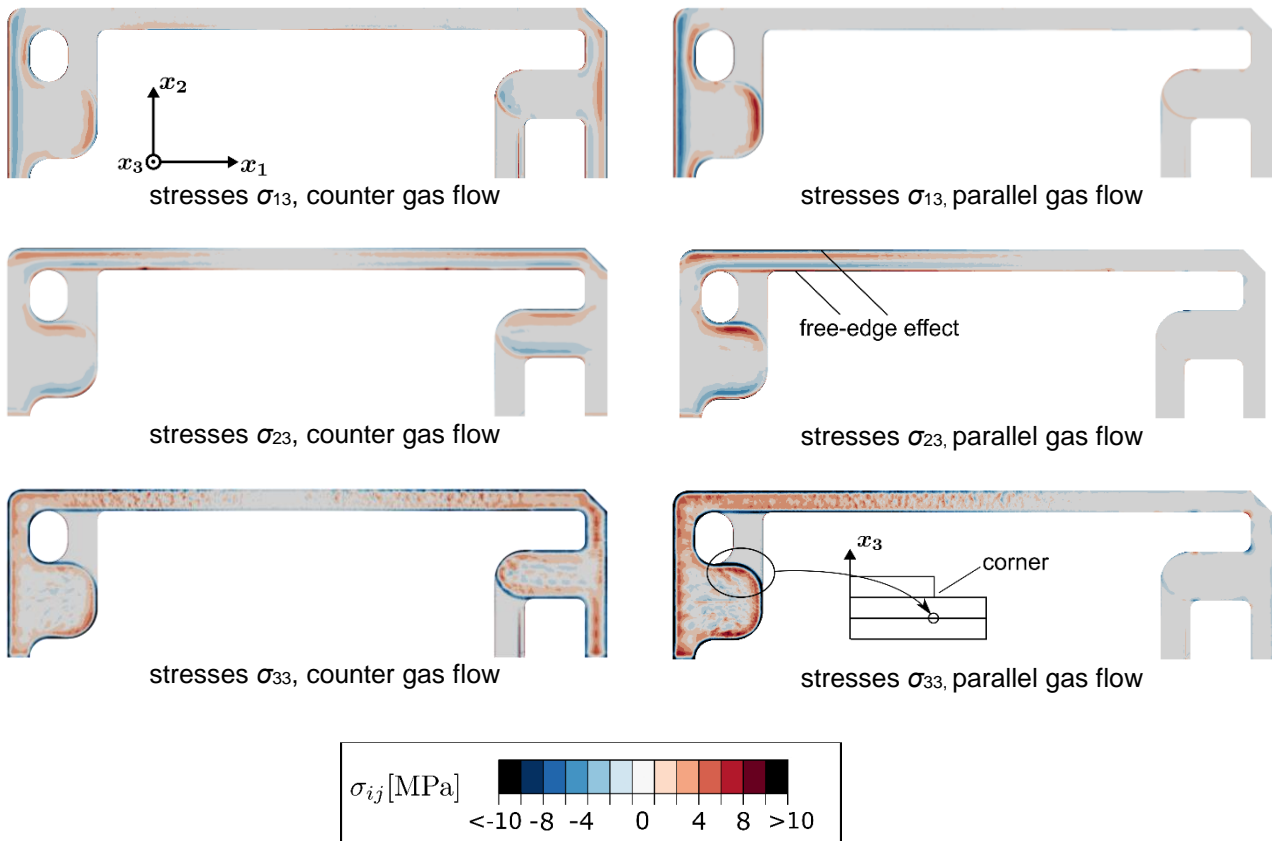 x₂
x₃
x₁
stresses σ₁₃, counter gas flow
stresses σ₁₃, parallel gas flow
free-edge effect
stresses σ₂₃, counter gas flow
stresses σ₂₃, parallel gas flow
x₃
corner
stresses σ₃₃, counter gas flow
stresses σ₃₃, parallel gas flow
σᵢⱼ[MPa]
<-10 -8 -4 0 4 8 >10